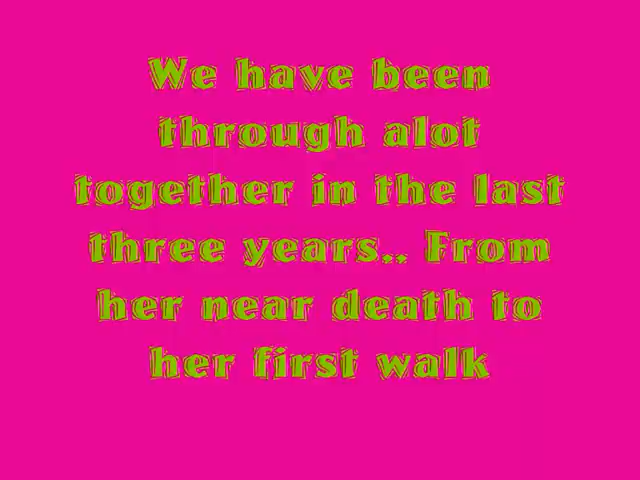 We have been
through alot
together in the last
three years.. From
her near death to
her first walk